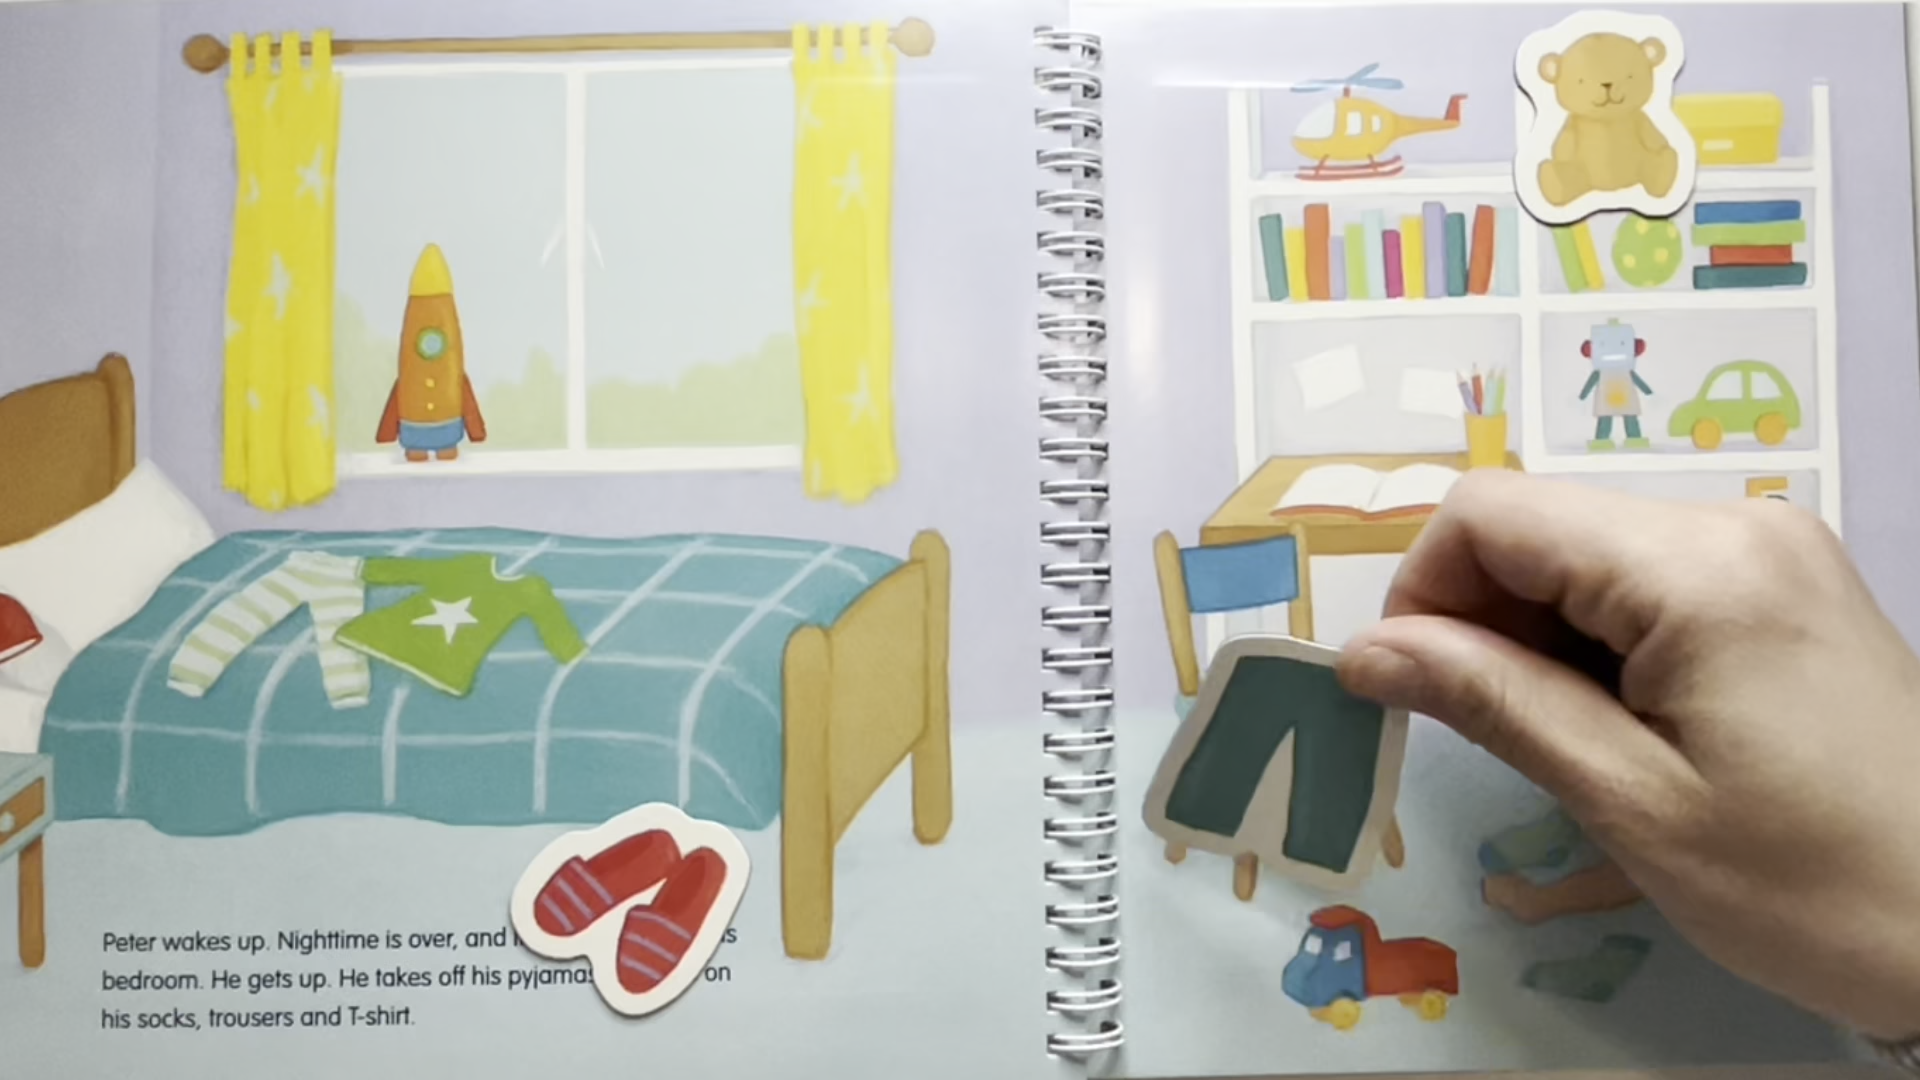 Peter wakes up. Nighttime is over, and
bedroom. He gets up. He takes off his pyjamas on
his socks, trousers and T-shirt.